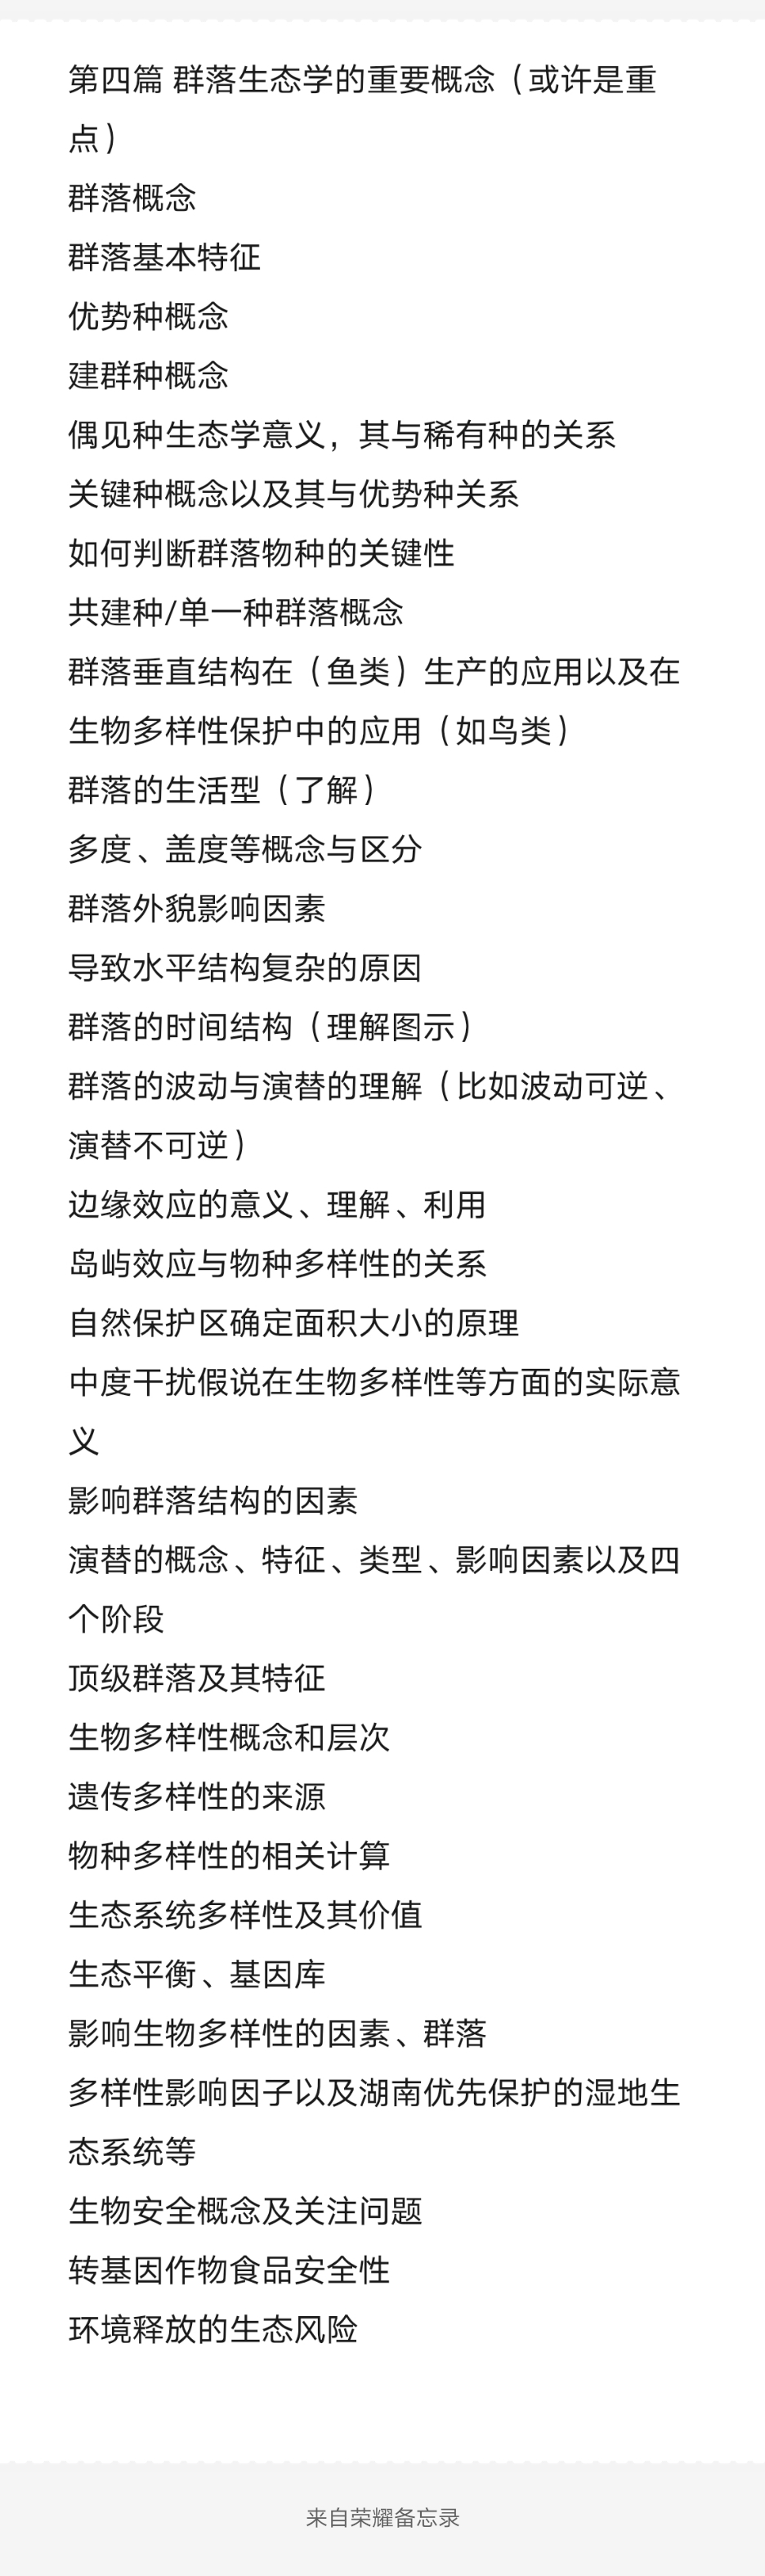 第四篇 群落生态学的重要概念（或许是重
点）
群落概念
群落基本特征
优势种概念
建群种概念
偶见种生态学意义，其与稀有种的关系
关键种概念以及其与优势种关系
如何判断群落物种的关键性
共建种/单一种群落概念
群落垂直结构在（鱼类）生产的应用以及在
生物多样性保护中的应用（如鸟类）
群落的生活型（了解）
多度、盖度等概念与区分
群落外貌影响因素
导致水平结构复杂的原因
群落的时间结构（理解图示）
群落的波动与演替的理解（比如波动可逆、
演替不可逆）
边缘效应的意义、理解、利用
岛屿效应与物种多样性的关系
自然保护区确定面积大小的原理
中度干扰假说在生物多样性等方面的实际意
义
影响群落结构的因素
演替的概念、特征、类型、影响因素以及四
个阶段
顶级群落及其特征
生物多样性概念和层次
遗传多样性的来源
物种多样性的相关计算
生态系统多样性及其价值
生态平衡、基因库
影响生物多样性的因素、群落
多样性影响因子以及湖南优先保护的湿地生
态系统等
生物安全概念及关注问题
转基因作物食品安全性
环境释放的生态风险
来自荣耀备忘录